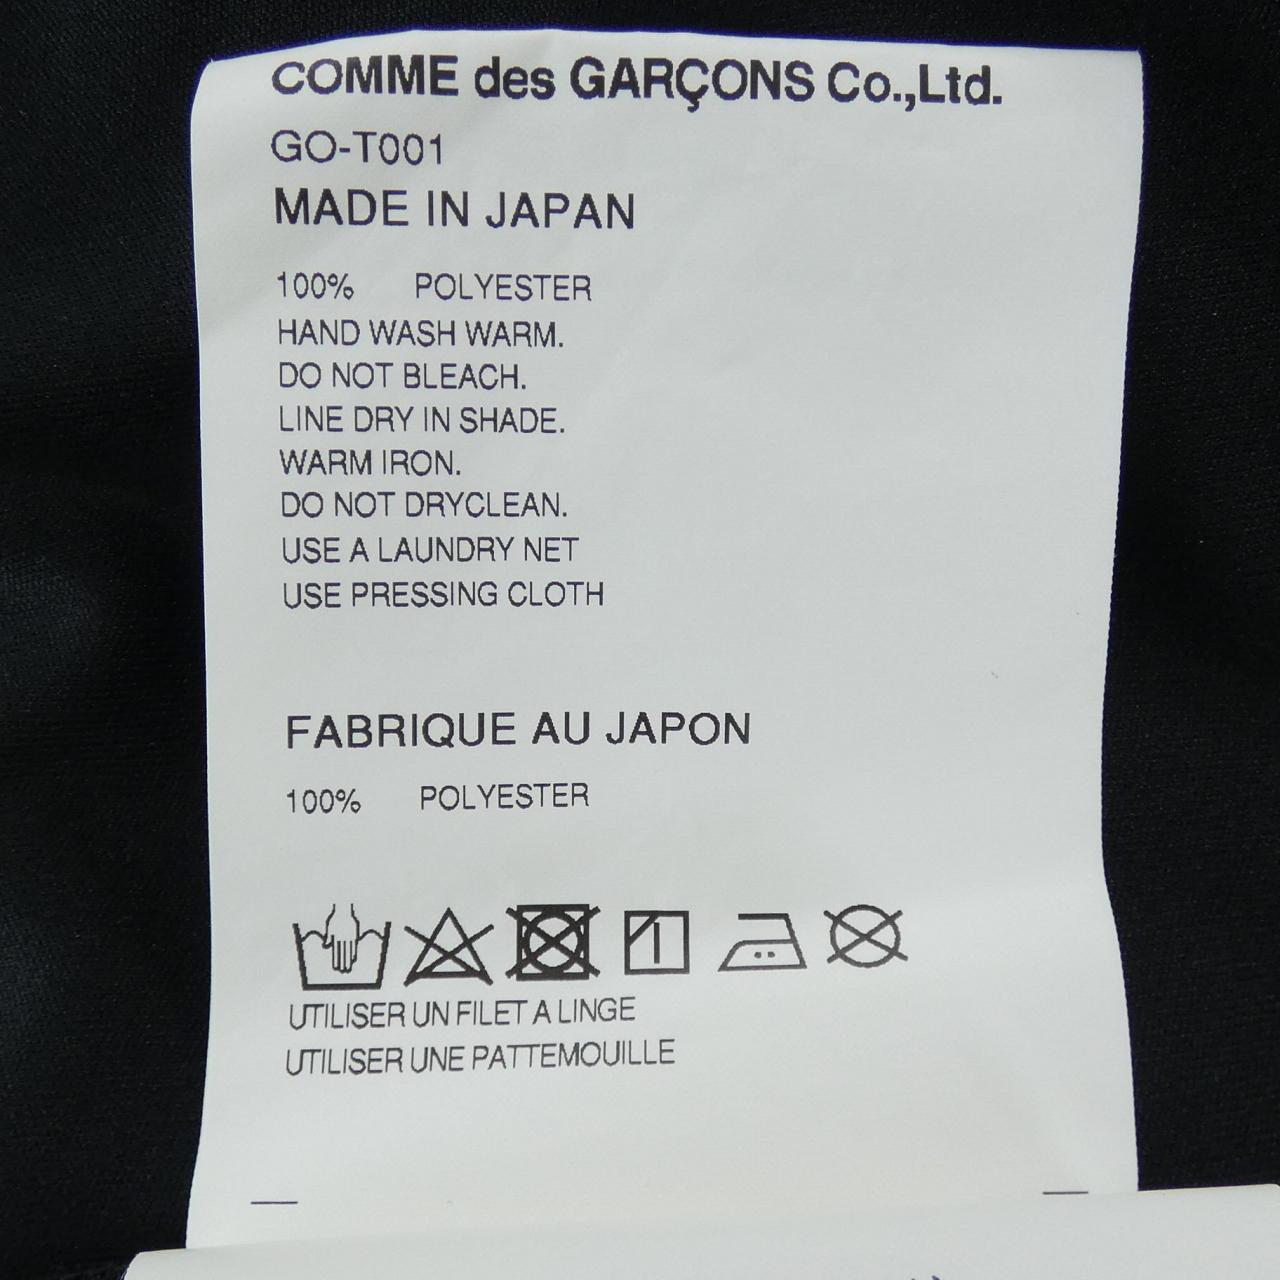 COMME des GARÇONS Co.,Ltd.
GO-T001
MADE IN JAPAN
100% POLYESTER
HAND WASH WARM.
DO NOT BLEACH.
LINE DRY IN SHADE.
WARM IRON.
DO NOT DRYCLEAN.
USE A LAUNDRY NET
USE PRESSING CLOTH
FABRIQUE AU JAPON
100% POLYESTER
UTILISER UN FILET A LINGE
UTILISER UNE PATTEMOUILLE